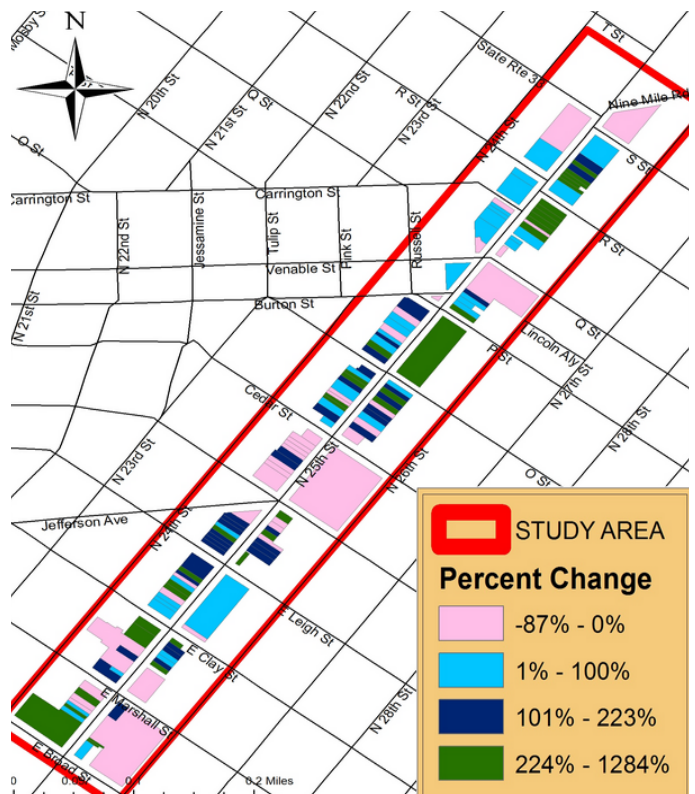 N
Mosby S
T St
State Rte 33
Nine Mile Rd
N 20th St
N 21st St
Q St
N 22nd St
R St
N 23rd St
N 24th St
S St
O St
Carrington St
Carrington St
R St
N 22nd St
Jessamine St
Tulip St
Pink St
Russell St
Venable St
Burton St
N 21st St
Q St
Lincoln Aly
P St
N 27th St
N 28th St
Cedar St
N 23rd St
N 25th St
N 26th St
O St
Jefferson Ave
N 24th St
E Leigh St
E Clay St
E Marshall St
N 28th St
E Broad St
0
0.1
0.2 Miles
STUDY AREA
Percent Change
-87% - 0%
1% - 100%
101% - 223%
224% - 1284%